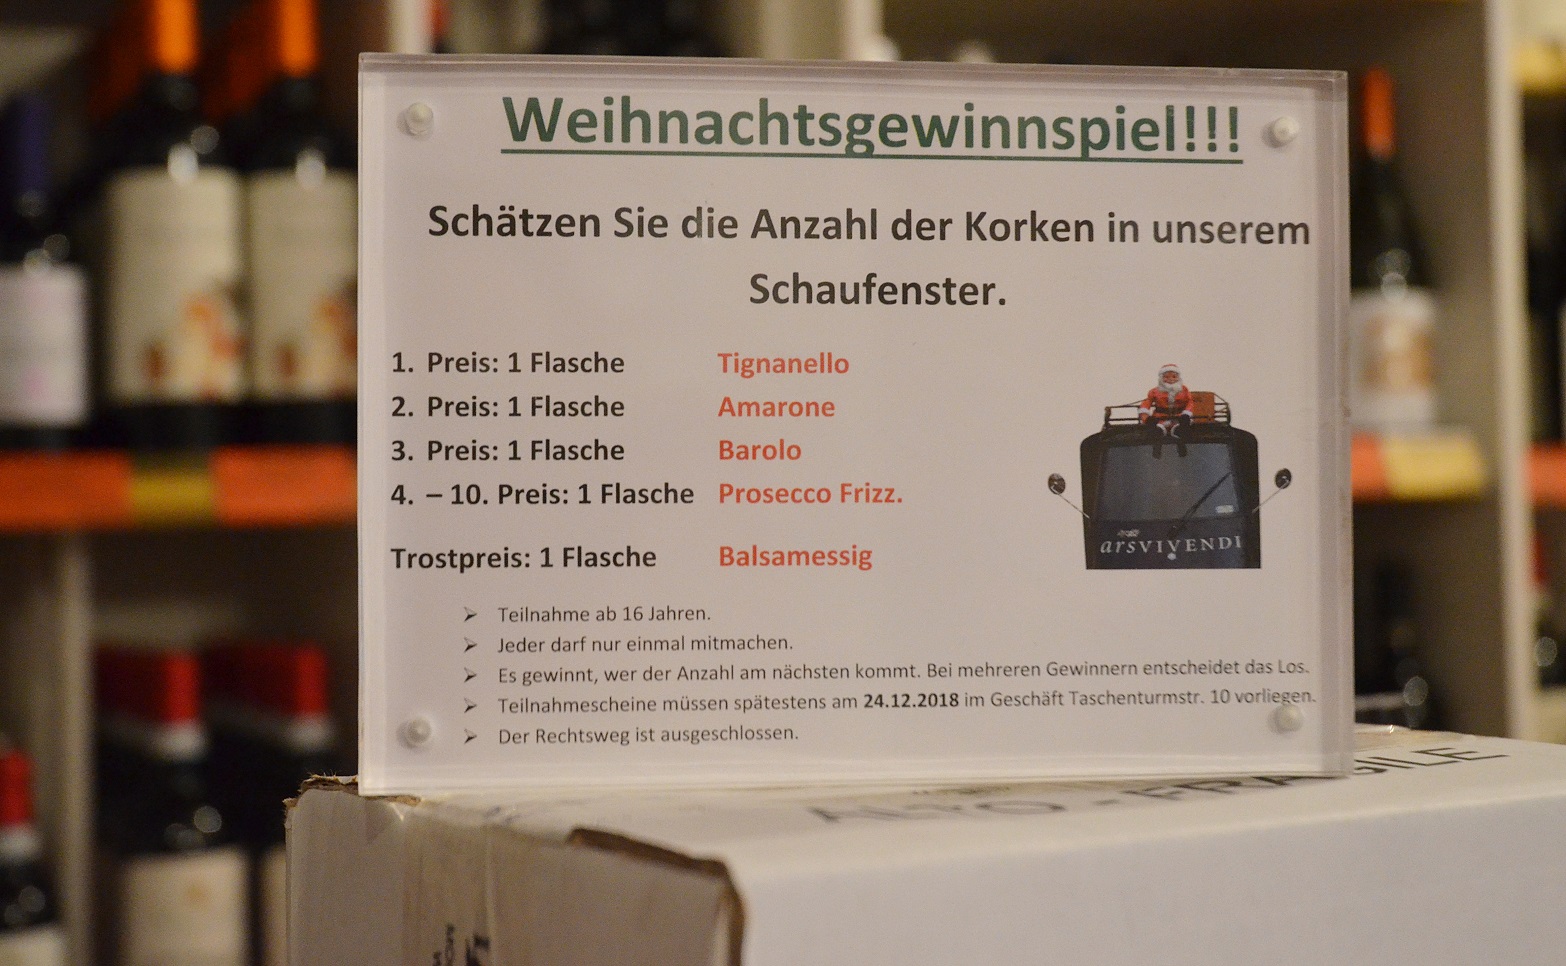 Weihnachtsgewinnspiel!!!
Schätzen Sie die Anzahl der Korken in unserem
Schaufenster.
1. Preis: 1 Flasche Tignanello
2. Preis: 1 Flasche Amarone
3. Preis: 1 Flasche Barolo
4. – 10. Preis: 1 Flasche Prosecco Frizz.
Trostpreis: 1 Flasche Balsamessig
arsVIVENDI
➢ Teilnahme ab 16 Jahren.
➢ Jeder darf nur einmal mitmachen.
➢ Es gewinnt, wer der Anzahl am nächsten kommt. Bei mehreren Gewinnern entscheidet das Los.
➢ Teilnahmescheine müssen spätestens am 24.12.2018 im Geschäft Taschenturmstr. 10 vorliegen.
➢ Der Rechtsweg ist ausgeschlossen.
ALTO - FRAGILE